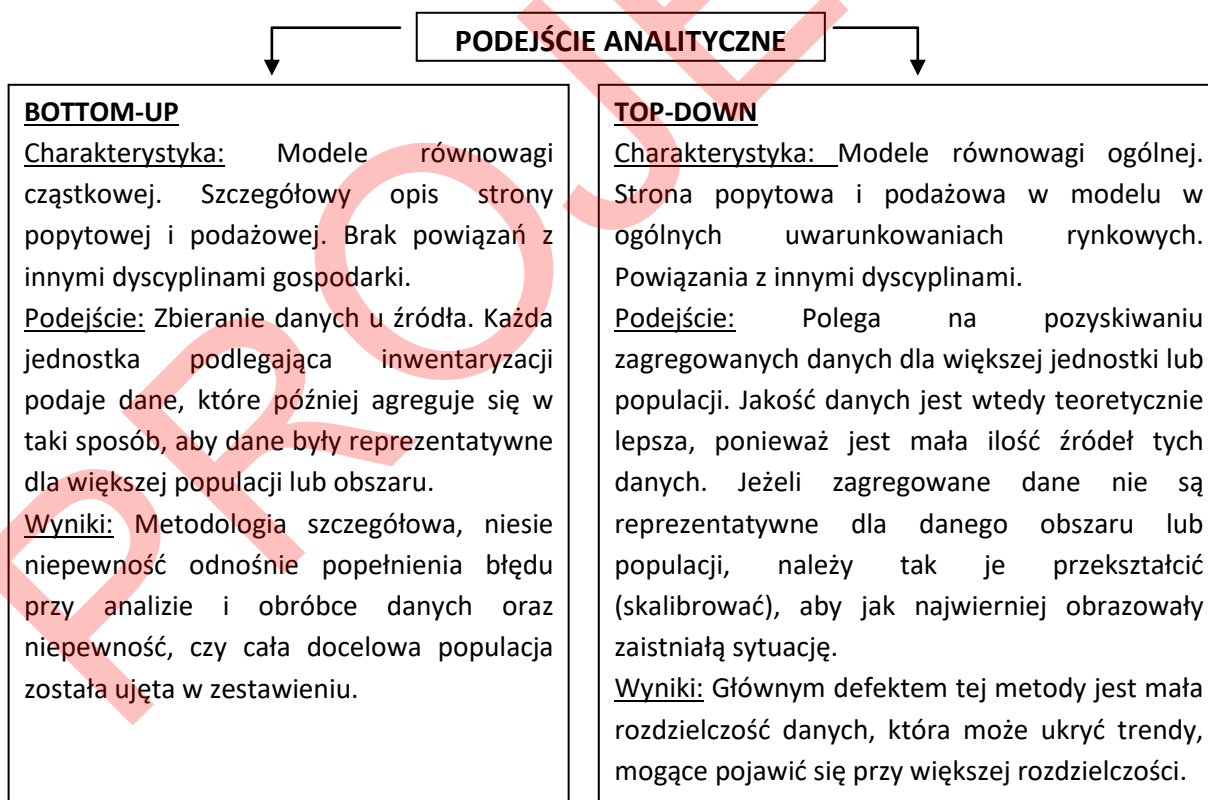 PODEJŚCIE ANALITYCZNE
BOTTOM-UP
Charakterystyka: Modele równowagi
cząstkowej. Szczegółowy opis strony
popytowej i podażowej. Brak powiązań z
innymi dyscyplinami gospodarki.
Podejście: Zbieranie danych u źródła. Każda
jednostka podlegająca inwentaryzacji
podaje dane, które później agreguje się w
taki sposób, aby dane były reprezentatywne
dla większej populacji lub obszaru.
Wyniki: Metodologia szczegółowa, niesie
niepewność odnośnie popełnienia błędu
przy analizie i obróbce danych oraz
niepewność, czy cała docelowa populacja
została ujęta w zestawieniu.
TOP-DOWN
Charakterystyka: Modele równowagi ogólnej.
Strona popytowa i podażowa w modelu w
ogólnych uwarunkowaniach rynkowych.
Powiązania z innymi dyscyplinami.
Podejście: Polega na pozyskiwaniu
zagregowanych danych dla większej jednostki lub
populacji. Jakość danych jest wtedy teoretycznie
lepsza, ponieważ jest mała ilość źródeł tych
danych. Jeżeli zagregowane dane nie są
reprezentatywne dla danego obszaru lub
populacji, należy tak je przekształcić
(skalibrować), aby jak najwierniej obrazowały
zaistniałą sytuację.
Wyniki: Głównym defektem tej metody jest mała
rozdzielczość danych, która może ukryć trendy,
mogące pojawić się przy większej rozdzielczości.
PROJE